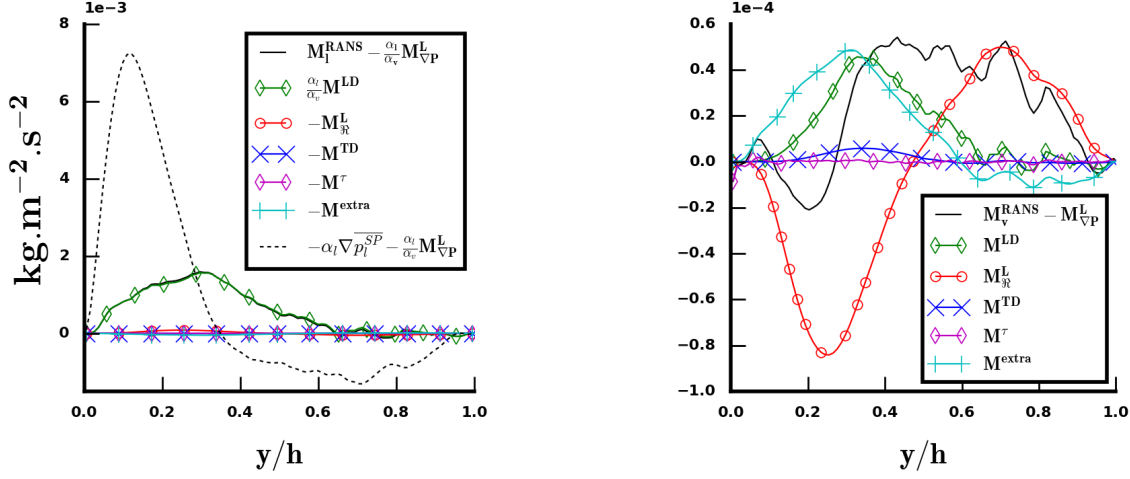 1e−3
8
6
4
2
0
kg.m−2.s−2
M_l^RANS − α_l/α_v M_∇P^L
α_l/α_v M^LD
−M_ℜ^L
−M^TD
−M^τ
−M^extra
−α_l∇p_l^SP − α_l/α_v M_∇P^L
0.0 0.2 0.4 0.6 0.8 1.0
y/h
1e−4
0.6
0.4
0.2
0.0
−0.2
−0.4
−0.6
−0.8
−1.0
M_v^RANS − M_∇P^L
M^LD
M_ℜ^L
M^TD
M^τ
M^extra
0.0 0.2 0.4 0.6 0.8 1.0
y/h